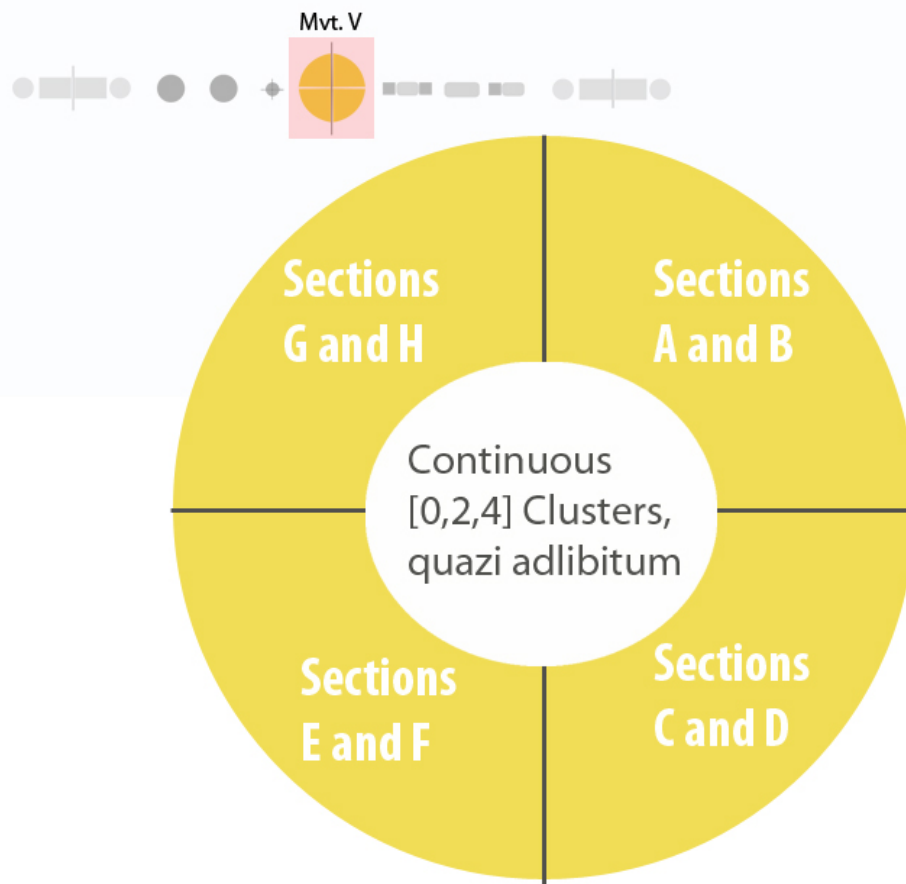 Mvt. V
Sections
G and H
Sections
A and B
Continuous
[0,2,4] Clusters,
quazi adlibitum
Sections
E and F
Sections
C and D